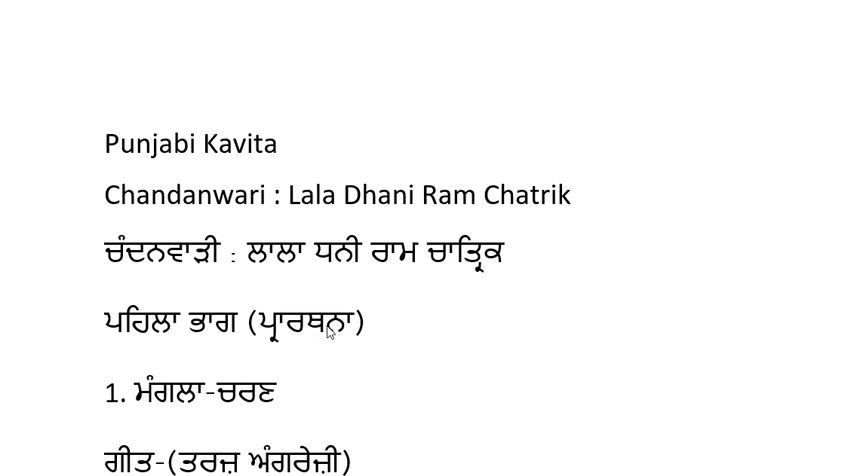 Punjabi Kavita
Chandanwari : Lala Dhani Ram Chatrik
ਚੰਦਨਵਾੜੀ : ਲਾਲਾ ਧਨੀ ਰਾਮ ਚਾਤ੍ਰਿਕ
ਪਹਿਲਾ ਭਾਗ (ਪ੍ਰਾਰਥਨਾ)
1. ਮੰਗਲਾ-ਚਰਣ
ਗੀਤ-(ਤਰਜ਼ ਅੰਗਰੇਜ਼ੀ)